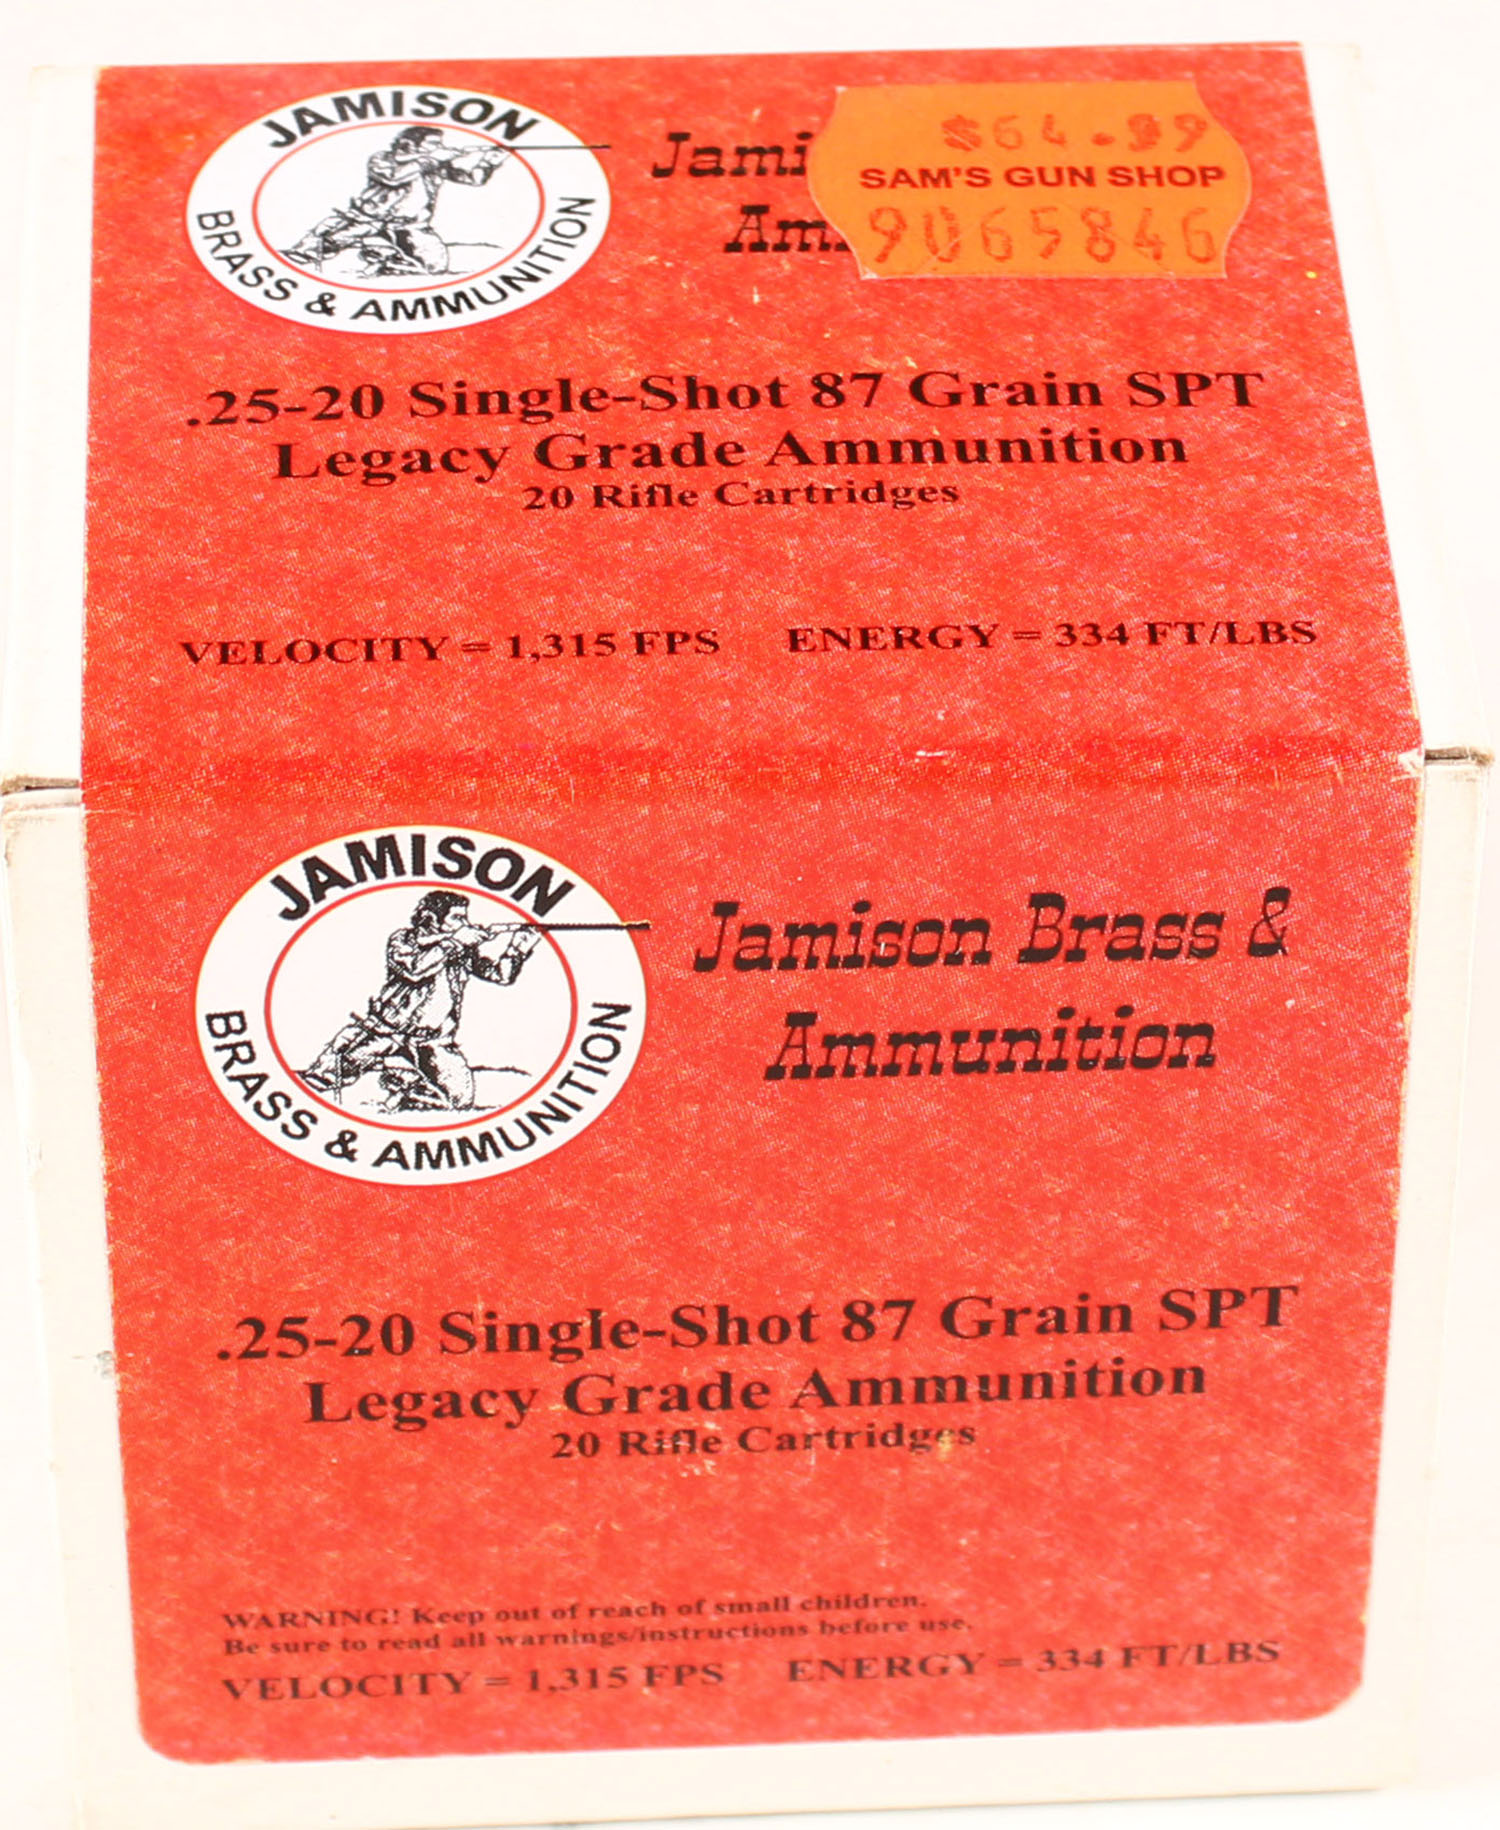 JAMISON
BRASS & AMMUNITION
Jami
Am
$64.99
SAM'S GUN SHOP
9065846
.25-20 Single-Shot 87 Grain SPT
Legacy Grade Ammunition
20 Rifle Cartridges
VELOCITY = 1,315 FPS ENERGY = 334 FT/LBS
JAMISON
BRASS & AMMUNITION
Jamison Brass &
Ammunition
.25-20 Single-Shot 87 Grain SPT
Legacy Grade Ammunition
20 Rifle Cartridges
WARNING! Keep out of reach of small children.
Be sure to read all warnings/instructions before use.
VELOCITY = 1,315 FPS ENERGY = 334 FT/LBS